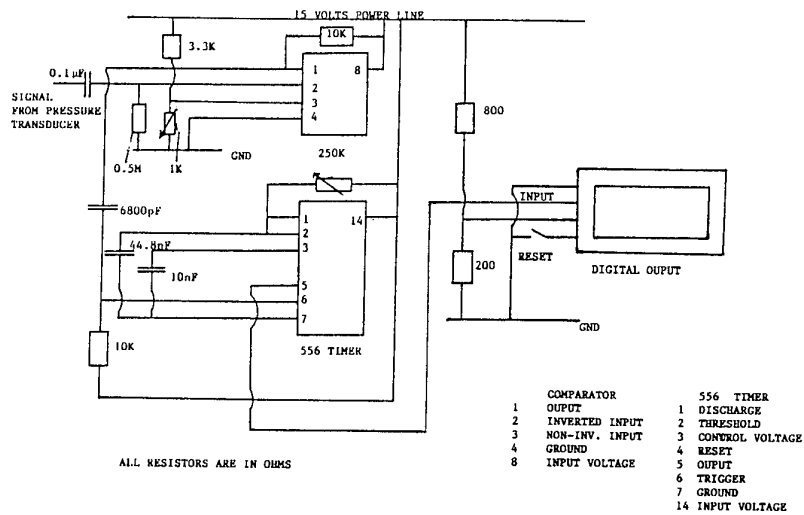 15 VOLTS POWER LINE
10K
3.3K
1 8
2
3
4
0.1µF
SIGNAL
FROM PRESSURE
TRANSDUCER
0.5M
1K
GND
800
250K
6800pF
44.8nF
10nF
1 14
2
3
5
6
7
556 TIMER
10K
INPUT
RESET
DIGITAL OUPUT
200
GND
ALL RESISTORS ARE IN OHMS
COMPARATOR
1 OUPUT
2 INVERTED INPUT
3 NON-INV. INPUT
4 GROUND
8 INPUT VOLTAGE
556 TIMER
1 DISCHARGE
2 THRESHOLD
3 CONTROL VOLTAGE
4 RESET
5 OUPUT
6 TRIGGER
7 GROUND
14 INPUT VOLTAGE